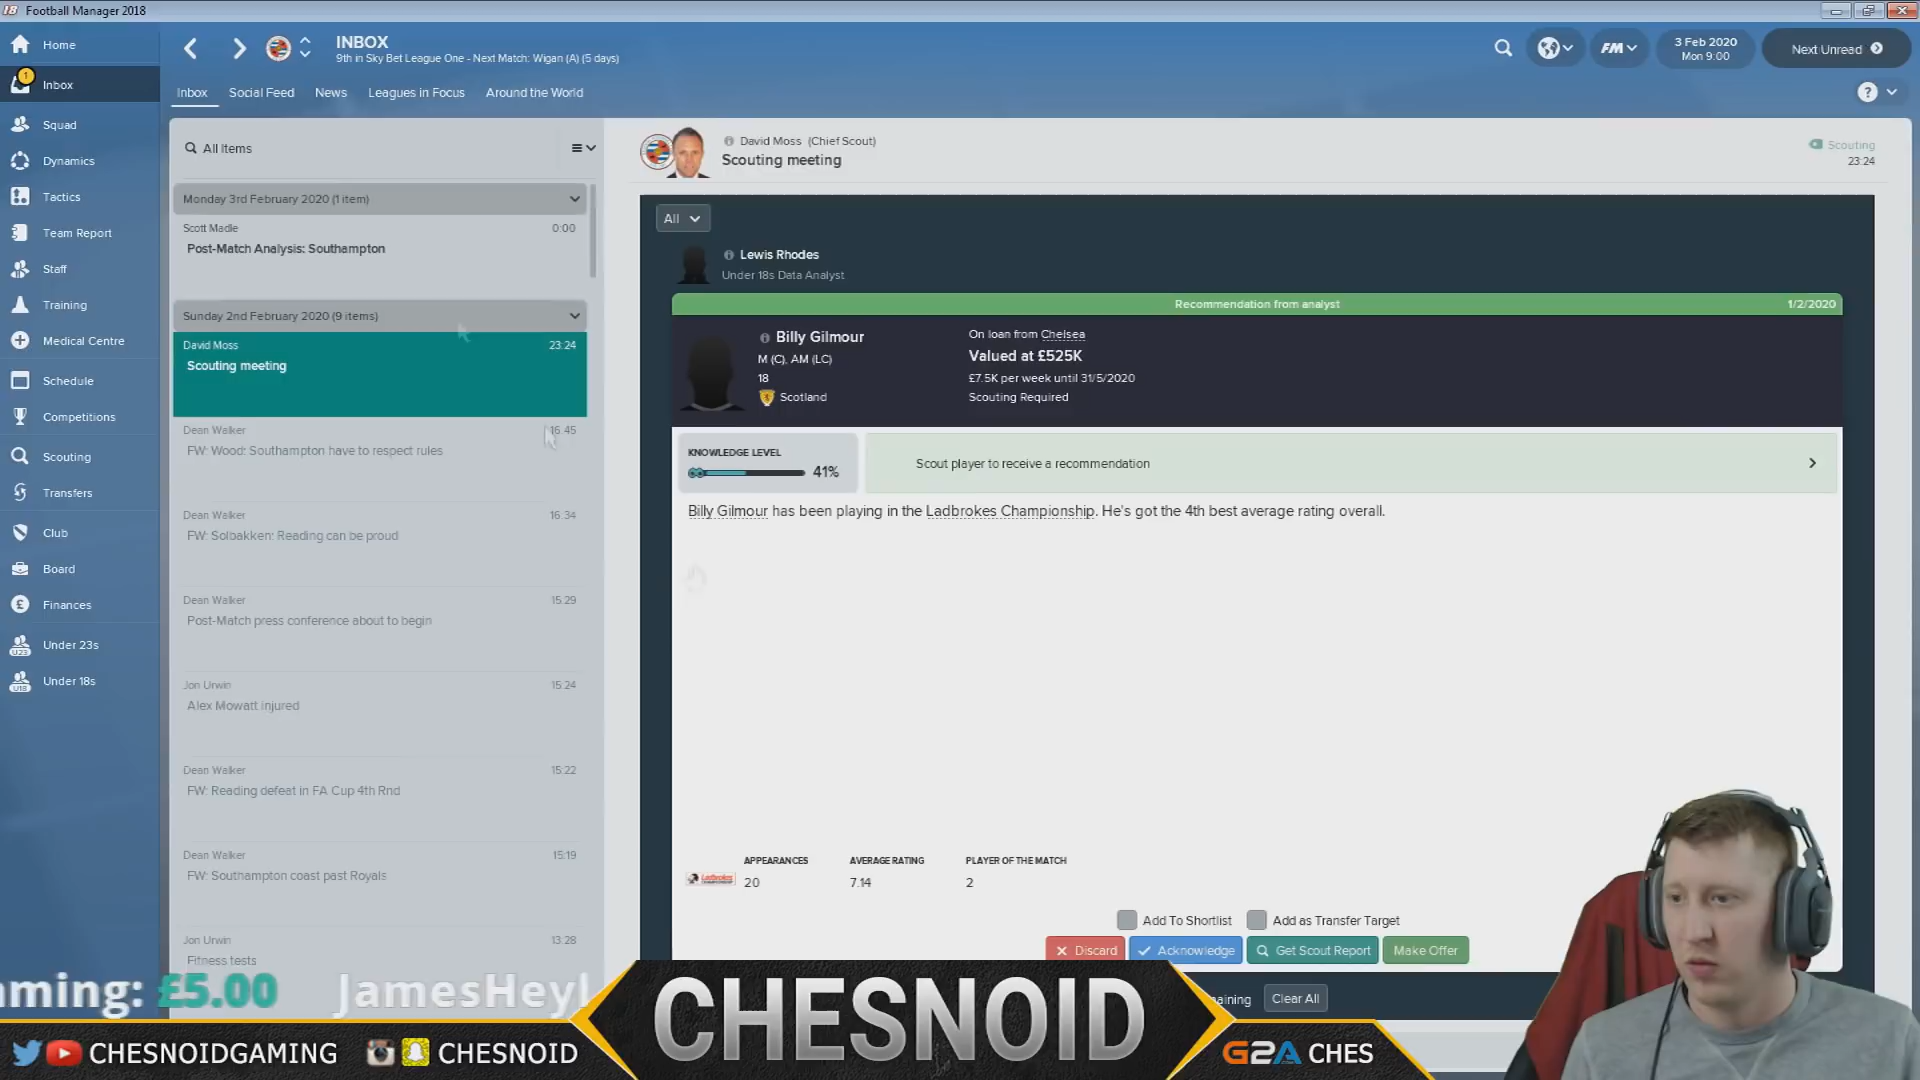 Football Manager 2018
Home
1
Inbox
Squad
Dynamics
Tactics
Team Report
Staff
Training
Medical Centre
Schedule
Competitions
Scouting
Transfers
Club
Board
Finances
Under 23s
Under 18s
INBOX
9th in Sky Bet League One - Next Match: Wigan (A) (5 days)
FM
3 Feb 2020
Mon 9:00
Next Unread
Inbox
Social Feed
News
Leagues in Focus
Around the World
?
All Items
Monday 3rd February 2020 (1 item)
Scott Madle 0:00
Post-Match Analysis: Southampton
Sunday 2nd February 2020 (9 items)
David Moss 23:24
Scouting meeting
Dean Walker 16:45
FW: Wood: Southampton have to respect rules
Dean Walker 16:34
FW: Solbakken: Reading can be proud
Dean Walker 15:29
Post-Match press conference about to begin
Jon Urwin 15:24
Alex Mowatt injured
Dean Walker 15:22
FW: Reading defeat in FA Cup 4th Rnd
Dean Walker 15:19
FW: Southampton coast past Royals
Jon Urwin 13:28
Fitness tests
David Moss (Chief Scout)
Scouting meeting
Scouting
23:24
All
Lewis Rhodes
Under 18s Data Analyst
Recommendation from analyst 1/2/2020
Billy Gilmour
M (C), AM (LC)
18
Scotland
On loan from Chelsea
Valued at £525K
£7.5K per week until 31/5/2020
Scouting Required
KNOWLEDGE LEVEL
41%
Scout player to receive a recommendation
Billy Gilmour has been playing in the Ladbrokes Championship. He's got the 4th best average rating overall.
APPEARANCES AVERAGE RATING PLAYER OF THE MATCH
20 7.14 2
Add To Shortlist Add as Transfer Target
Discard Acknowledge Get Scout Report Make Offer
aining Clear All
aming: £5.00 JamesHeyl
CHESNOIDGAMING
CHESNOID
CHESNOID
G2A CHES